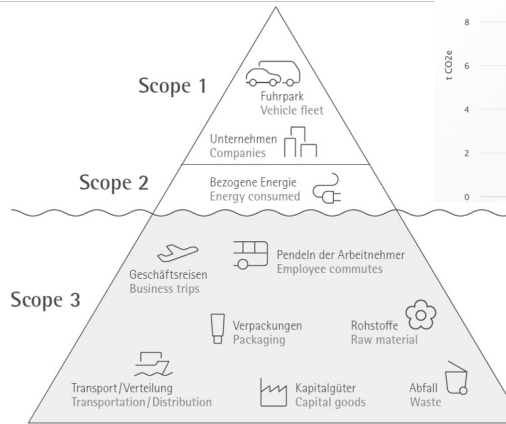 Scope 1
Fuhrpark
Vehicle fleet
Unternehmen
Companies
Scope 2
Bezogene Energie
Energy consumed
Scope 3
Geschäftsreisen
Business trips
Pendeln der Arbeitnehmer
Employee commutes
Verpackungen
Packaging
Rohstoffe
Raw material
Transport/Verteilung
Transportation/Distribution
Kapitalgüter
Capital goods
Abfall
Waste
t CO2e
8
6
4
2
0